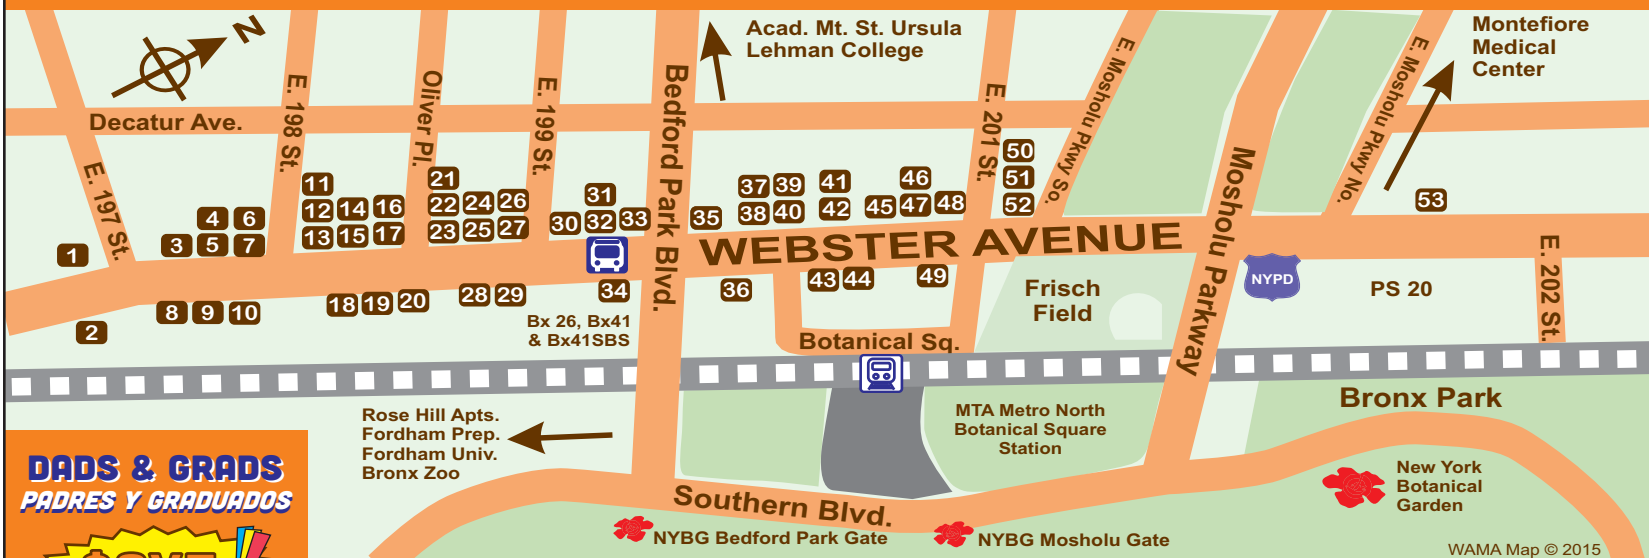 N
Acad. Mt. St. Ursula
Lehman College
Montefiore
Medical
Center
Decatur Ave.
E. 197 St.
E. 198 St.
Oliver Pl.
E. 199 St.
Bedford Park Blvd.
E. 201 St.
E. Mosholu Pkwy So.
Mosholu Parkway
E. Mosholu Pkwy No.
E. 202 St.
WEBSTER AVENUE
1
2
3
4
5
6
7
8
9
10
11
12
13
14
15
16
17
18
19
20
21
22
23
24
25
26
27
28
29
30
31
32
33
34
35
36
37
38
39
40
41
42
43
44
45
46
47
48
49
50
51
52
53
Bx 26, Bx41
& Bx41SBS
Botanical Sq.
Frisch
Field
NYPD
PS 20
Rose Hill Apts.
Fordham Prep.
Fordham Univ.
Bronx Zoo
MTA Metro North
Botanical Square
Station
Bronx Park
Southern Blvd.
NYBG Bedford Park Gate
NYBG Mosholu Gate
New York
Botanical
Garden
WAMA Map © 2015
DADS & GRADS
PADRES Y GRADUADOS